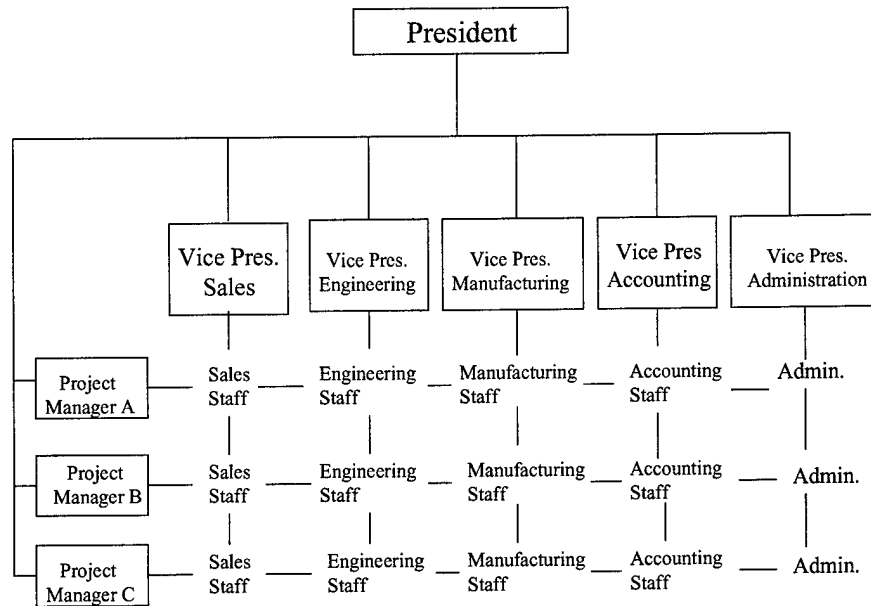 President
Vice Pres.
Sales
Vice Pres.
Engineering
Vice Pres.
Manufacturing
Vice Pres
Accounting
Vice Pres.
Administration
Project
Manager A
Sales
Staff
Engineering
Staff
Manufacturing
Staff
Accounting
Staff
Admin.
Project
Manager B
Sales
Staff
Engineering
Staff
Manufacturing
Staff
Accounting
Staff
Admin.
Project
Manager C
Sales
Staff
Engineering
Staff
Manufacturing
Staff
Accounting
Staff
Admin.